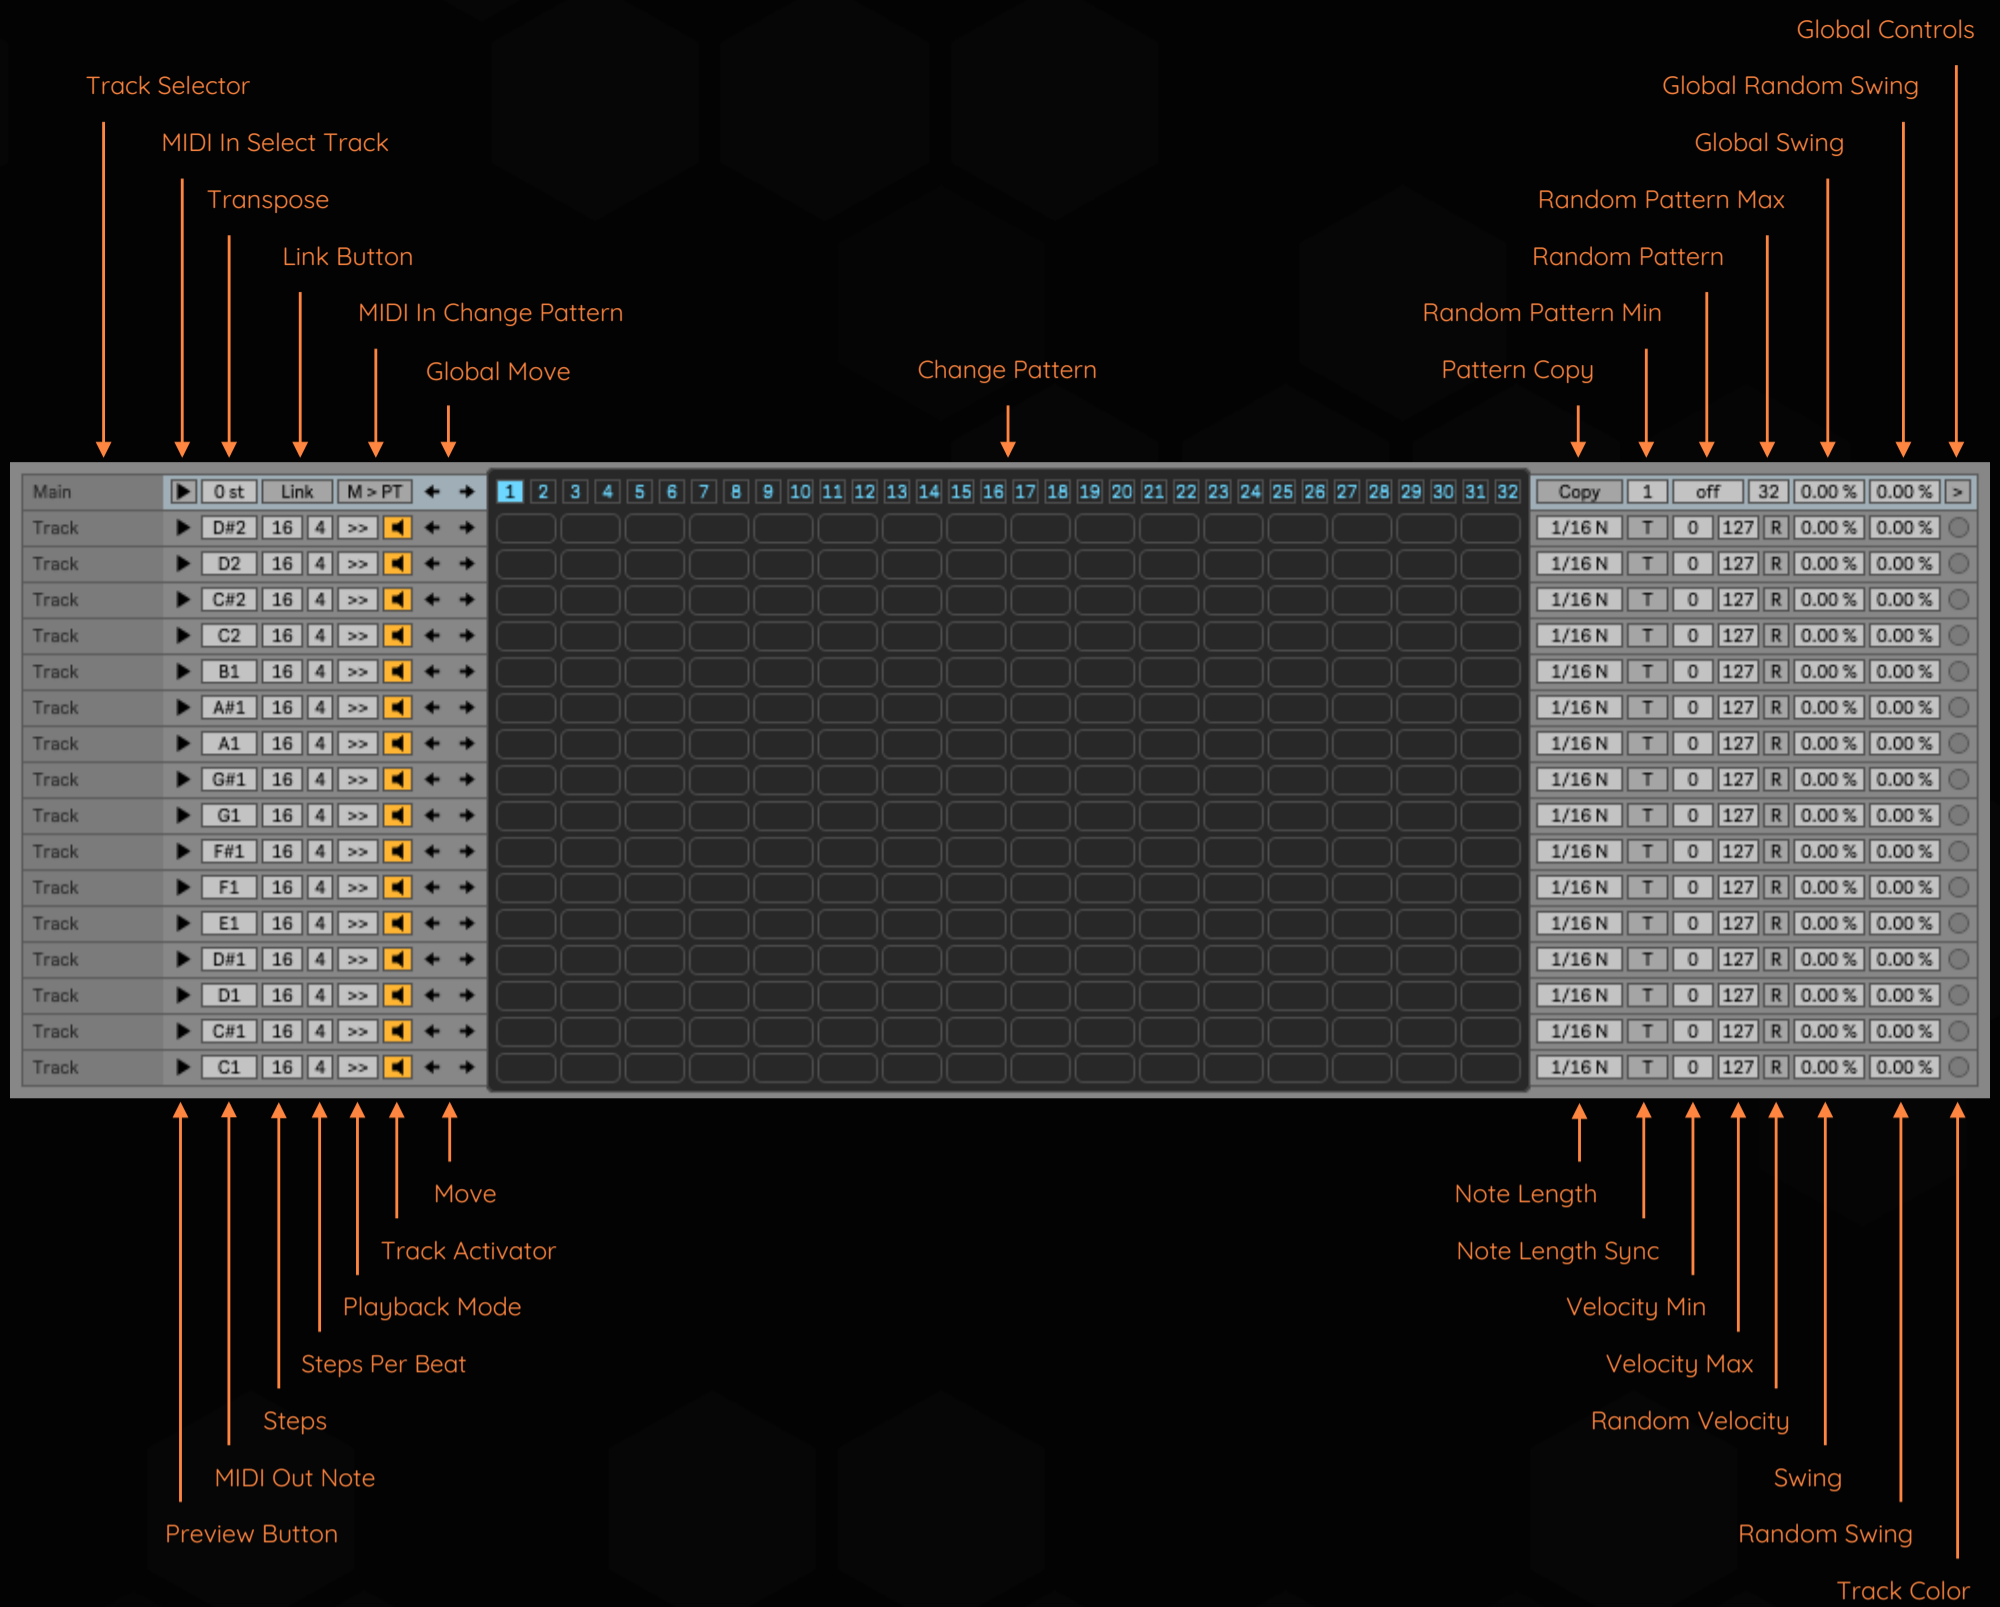 Global Controls
Track Selector
Global Random Swing
MIDI In Select Track
Global Swing
Transpose
Random Pattern Max
Link Button
Random Pattern
MIDI In Change Pattern
Random Pattern Min
Global Move
Change Pattern
Pattern Copy
Main 0 st Link M > PT 1 2 3 4 5 6 7 8 9 10 11 12 13 14 15 16 17 18 19 20 21 22 23 24 25 26 27 28 29 30 31 32 Copy 1 off 32 0.00 % 0.00 % >
Track D#2 16 4 >> 1/16 N T 0 127 R 0.00 % 0.00 %
Track D2 16 4 >> 1/16 N T 0 127 R 0.00 % 0.00 %
Track C#2 16 4 >> 1/16 N T 0 127 R 0.00 % 0.00 %
Track C2 16 4 >> 1/16 N T 0 127 R 0.00 % 0.00 %
Track B1 16 4 >> 1/16 N T 0 127 R 0.00 % 0.00 %
Track A#1 16 4 >> 1/16 N T 0 127 R 0.00 % 0.00 %
Track A1 16 4 >> 1/16 N T 0 127 R 0.00 % 0.00 %
Track G#1 16 4 >> 1/16 N T 0 127 R 0.00 % 0.00 %
Track G1 16 4 >> 1/16 N T 0 127 R 0.00 % 0.00 %
Track F#1 16 4 >> 1/16 N T 0 127 R 0.00 % 0.00 %
Track F1 16 4 >> 1/16 N T 0 127 R 0.00 % 0.00 %
Track E1 16 4 >> 1/16 N T 0 127 R 0.00 % 0.00 %
Track D#1 16 4 >> 1/16 N T 0 127 R 0.00 % 0.00 %
Track D1 16 4 >> 1/16 N T 0 127 R 0.00 % 0.00 %
Track C#1 16 4 >> 1/16 N T 0 127 R 0.00 % 0.00 %
Track C1 16 4 >> 1/16 N T 0 127 R 0.00 % 0.00 %
Move
Note Length
Track Activator
Note Length Sync
Playback Mode
Velocity Min
Steps Per Beat
Velocity Max
Steps
Random Velocity
MIDI Out Note
Swing
Preview Button
Random Swing
Track Color